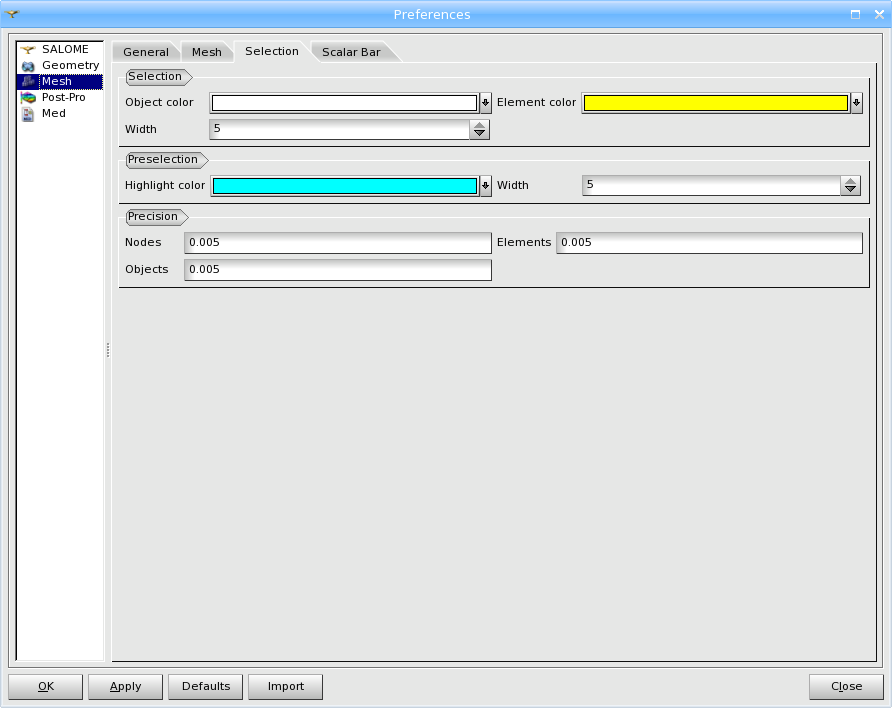 Preferences
SALOME
Geometry
Mesh
Post-Pro
Med
General Mesh Selection Scalar Bar
Selection
Object color Element color
Width 5
Preselection
Highlight color Width 5
Precision
Nodes 0.005 Elements 0.005
Objects 0.005
OK Apply Defaults Import Close